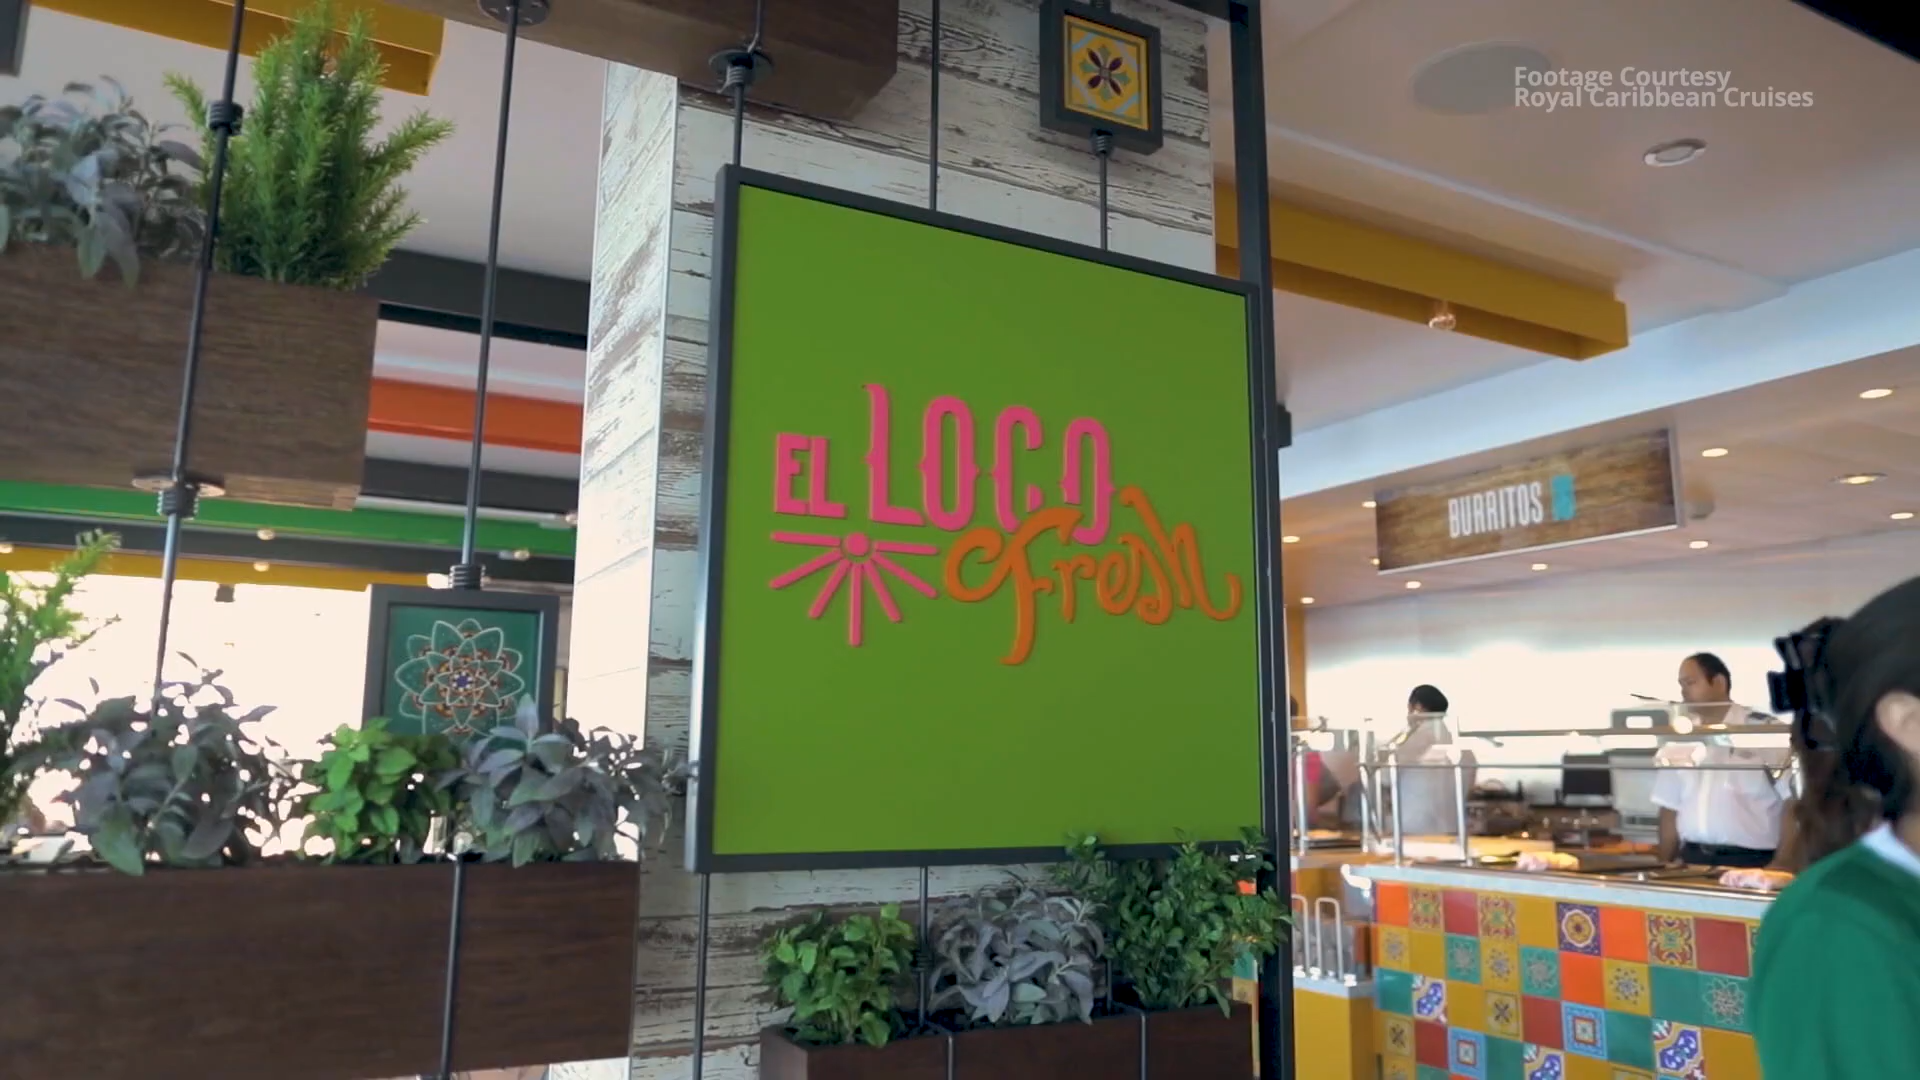 Footage Courtesy
Royal Caribbean Cruises
EL LOCO
Fresh
BURRITOS